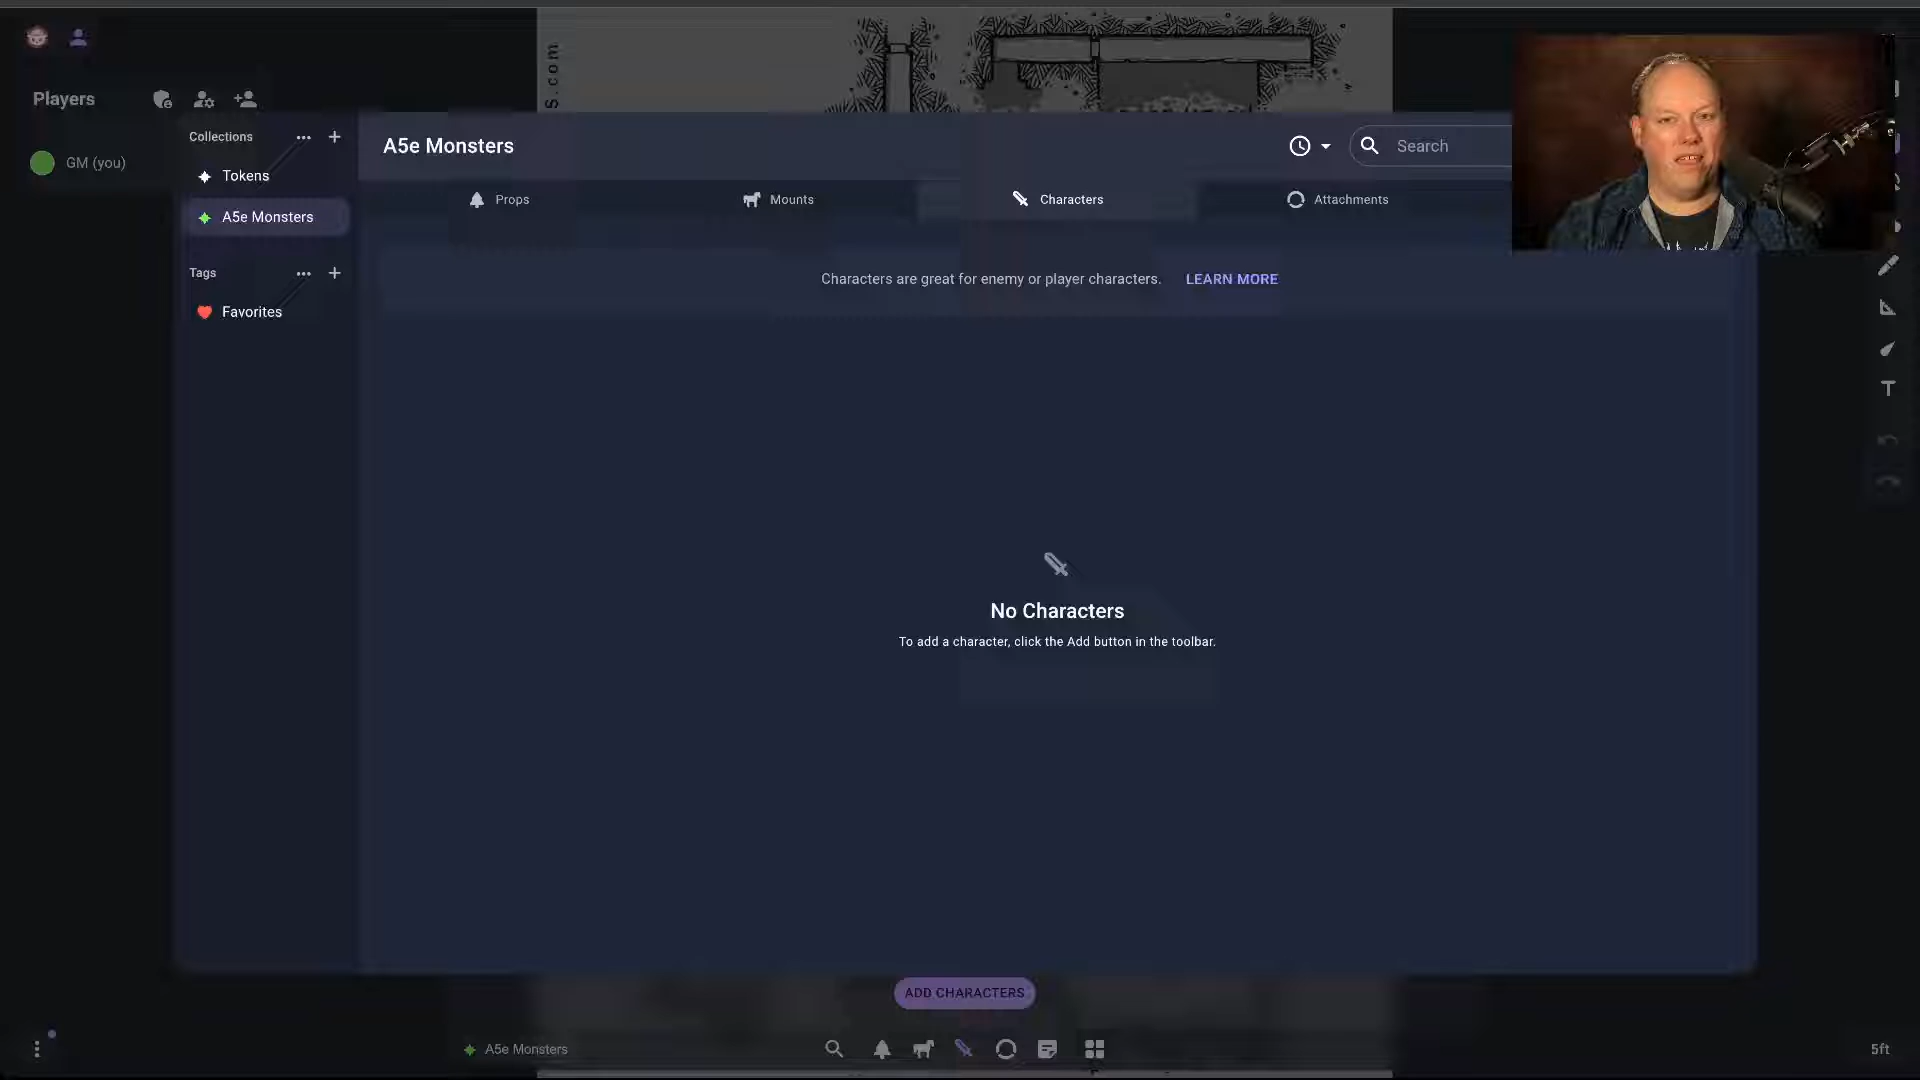 s.com
Players
GM (you)
Collections
Tokens
A5e Monsters
Tags
Favorites
A5e Monsters
Search
Props
Mounts
Characters
Attachments
Characters are great for enemy or player characters. LEARN MORE
No Characters
To add a character, click the Add button in the toolbar.
ADD CHARACTERS
A5e Monsters
5ft